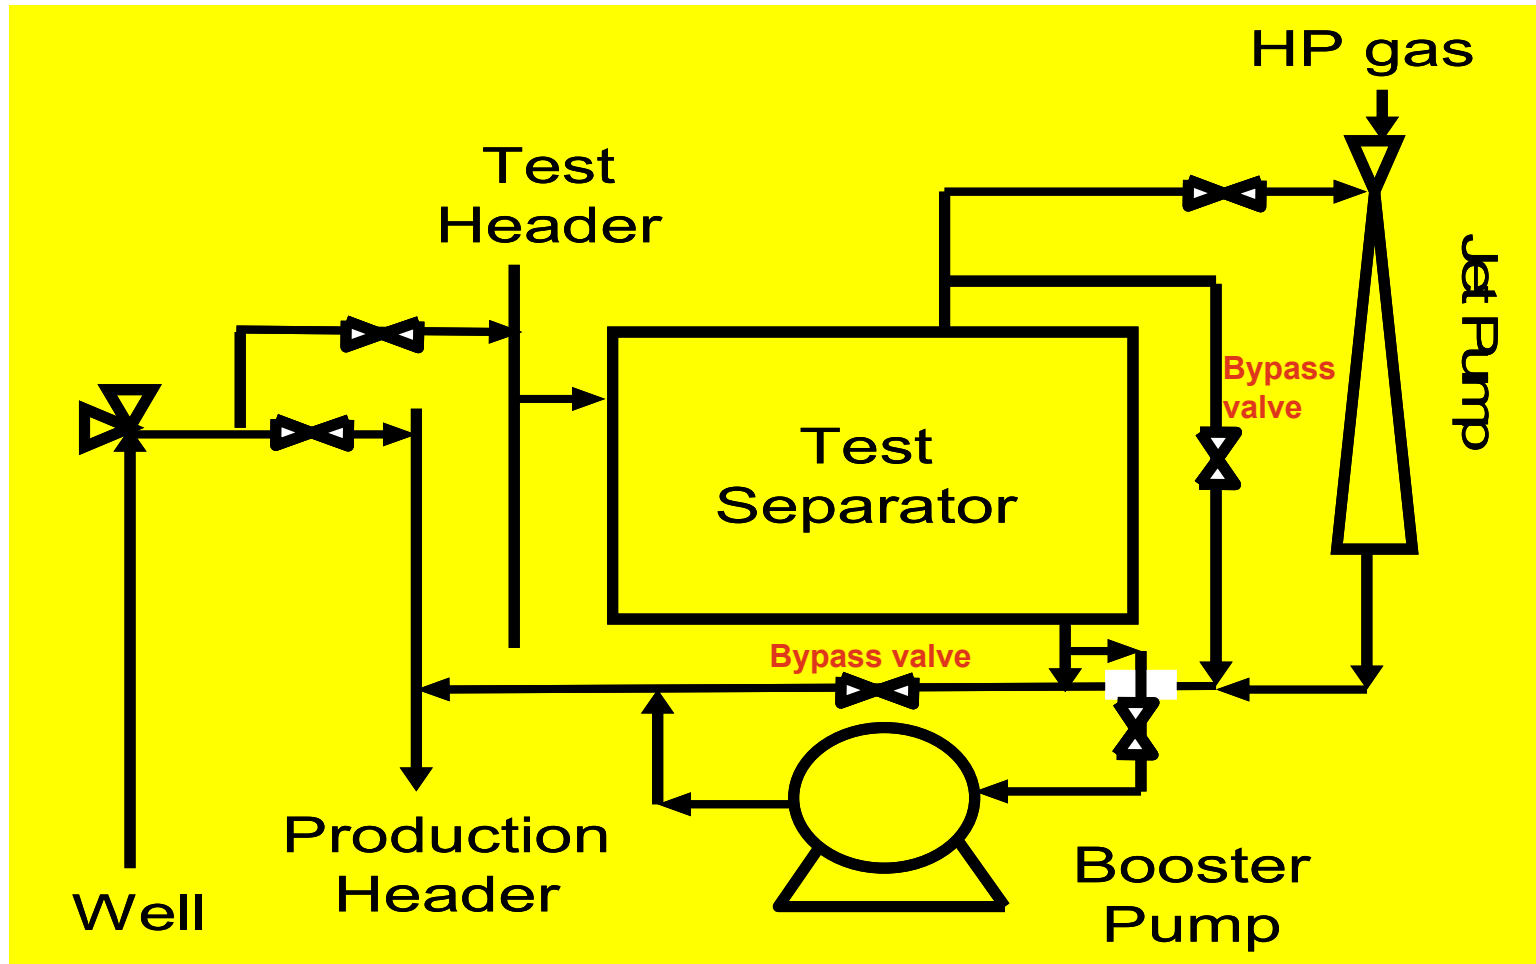 HP gas
Test
Header
Jet Pump
Bypass
valve
Test
Separator
Bypass valve
Production
Header
Well
Booster
Pump